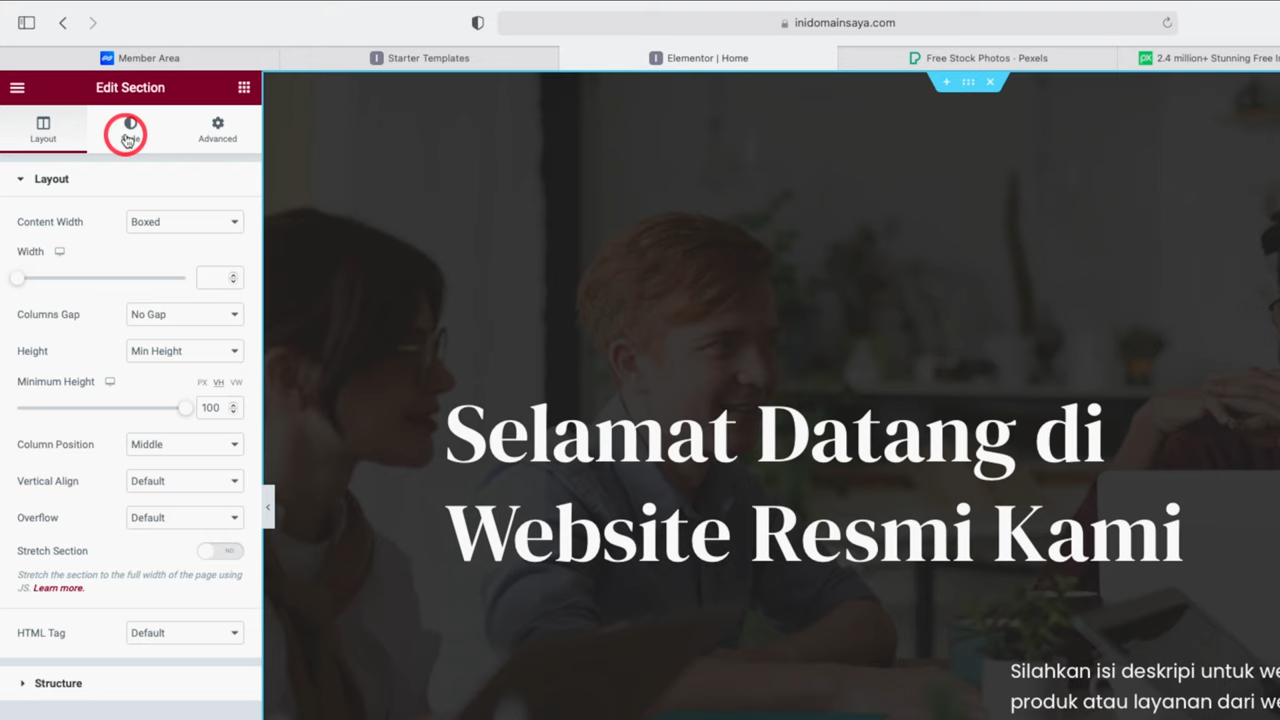 inidomainsaya.com
Member Area
Starter Templates
Elementor | Home
Free Stock Photos · Pexels
2.4 million+ Stunning Free I
Edit Section
Layout
Advanced
Layout
Content Width Boxed
Width
Columns Gap No Gap
Height Min Height
Minimum Height PX VH VW
100
Column Position Middle
Vertical Align Default
Overflow Default
Stretch Section NO
Stretch the section to the full width of the page using
JS. Learn more.
HTML Tag Default
Structure
Selamat Datang di
Website Resmi Kami
Silahkan isi deskripi untuk we
produk atau layanan dari we